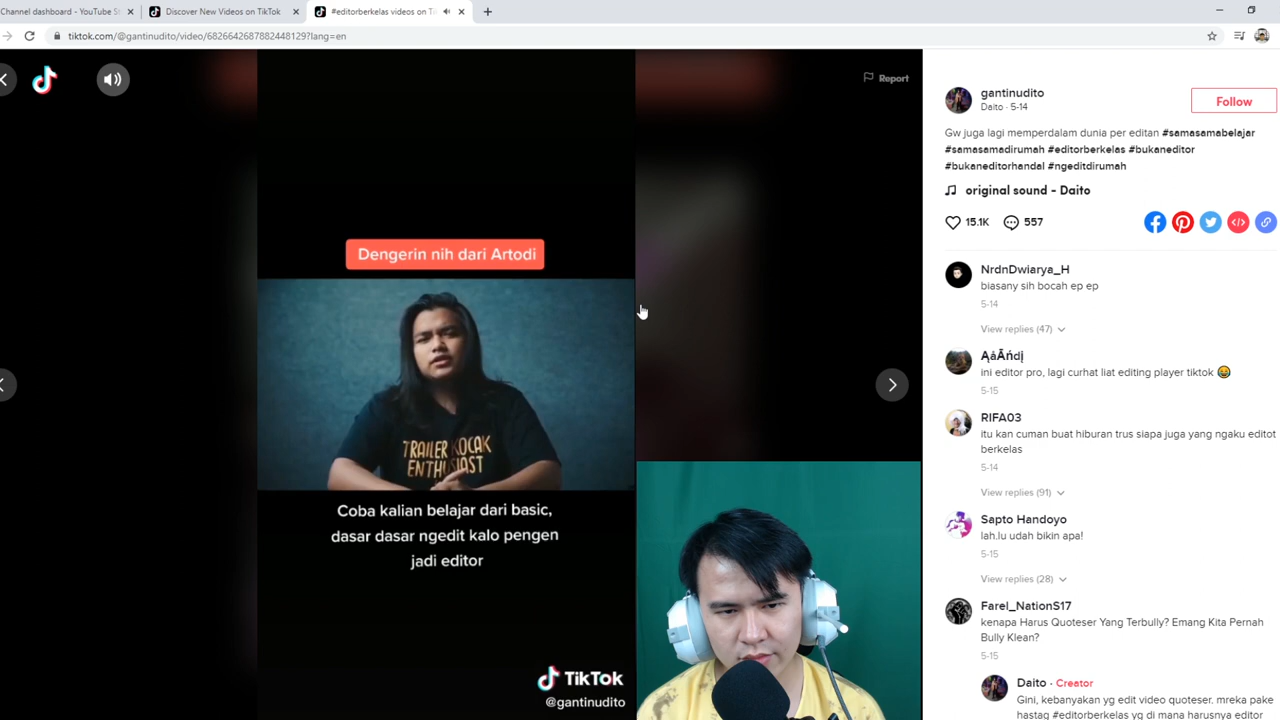 Channel dashboard - YouTube St
Discover New Videos on TikTok
#editorberkelas videos on Ti
tiktok.com/@gantinudito/video/6826642687882448129?lang=en
Report
Dengerin nih dari Artodi
TRAILER KOCAK
ENTHUSIAST
Coba kalian belajar dari basic,
dasar dasar ngedit kalo pengen
jadi editor
TikTok
@gantinudito
gantinudito
Daito · 5-14
Follow
Gw juga lagi memperdalam dunia per editan #samasamabelajar
#samasamadirumah #editorberkelas #bukaneditor
#bukaneditorhandal #ngeditdirumah
original sound - Daito
15.1K
557
NrdnDwiarya_H
biasany sih bocah ep ep
5-14
View replies (47)
ini editor pro, lagi curhat liat editing player tiktok 😂
5-15
RIFA03
itu kan cuman buat hiburan trus siapa juga yang ngaku editot
berkelas
5-14
View replies (91)
Sapto Handoyo
lah.lu udah bikin apa!
5-15
View replies (28)
Farel_NationS17
kenapa Harus Quoteser Yang Terbully? Emang Kita Pernah
Bully Klean?
5-15
Daito · Creator
Gini, kebanyakan yg edit video quoteser. mreka pake
hastag #editorberkelas yg di mana harusnya editor